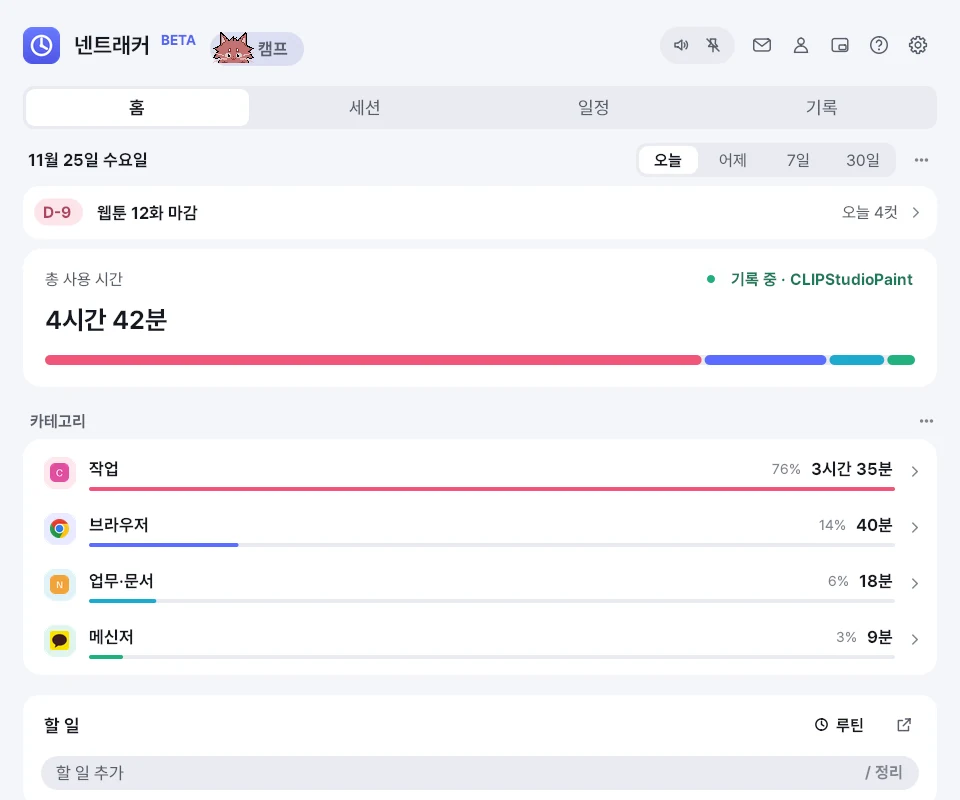 넨트래커 BETA 캠프
홈 세션 일정 기록
11월 25일 수요일 오늘 어제 7일 30일
D-9 웹툰 12화 마감 오늘 4컷
총 사용 시간 기록 중 · CLIPStudioPaint
4시간 42분
카테고리
C 작업 76% 3시간 35분
브라우저 14% 40분
N 업무·문서 6% 18분
메신저 3% 9분
할 일 루틴
할 일 추가 / 정리